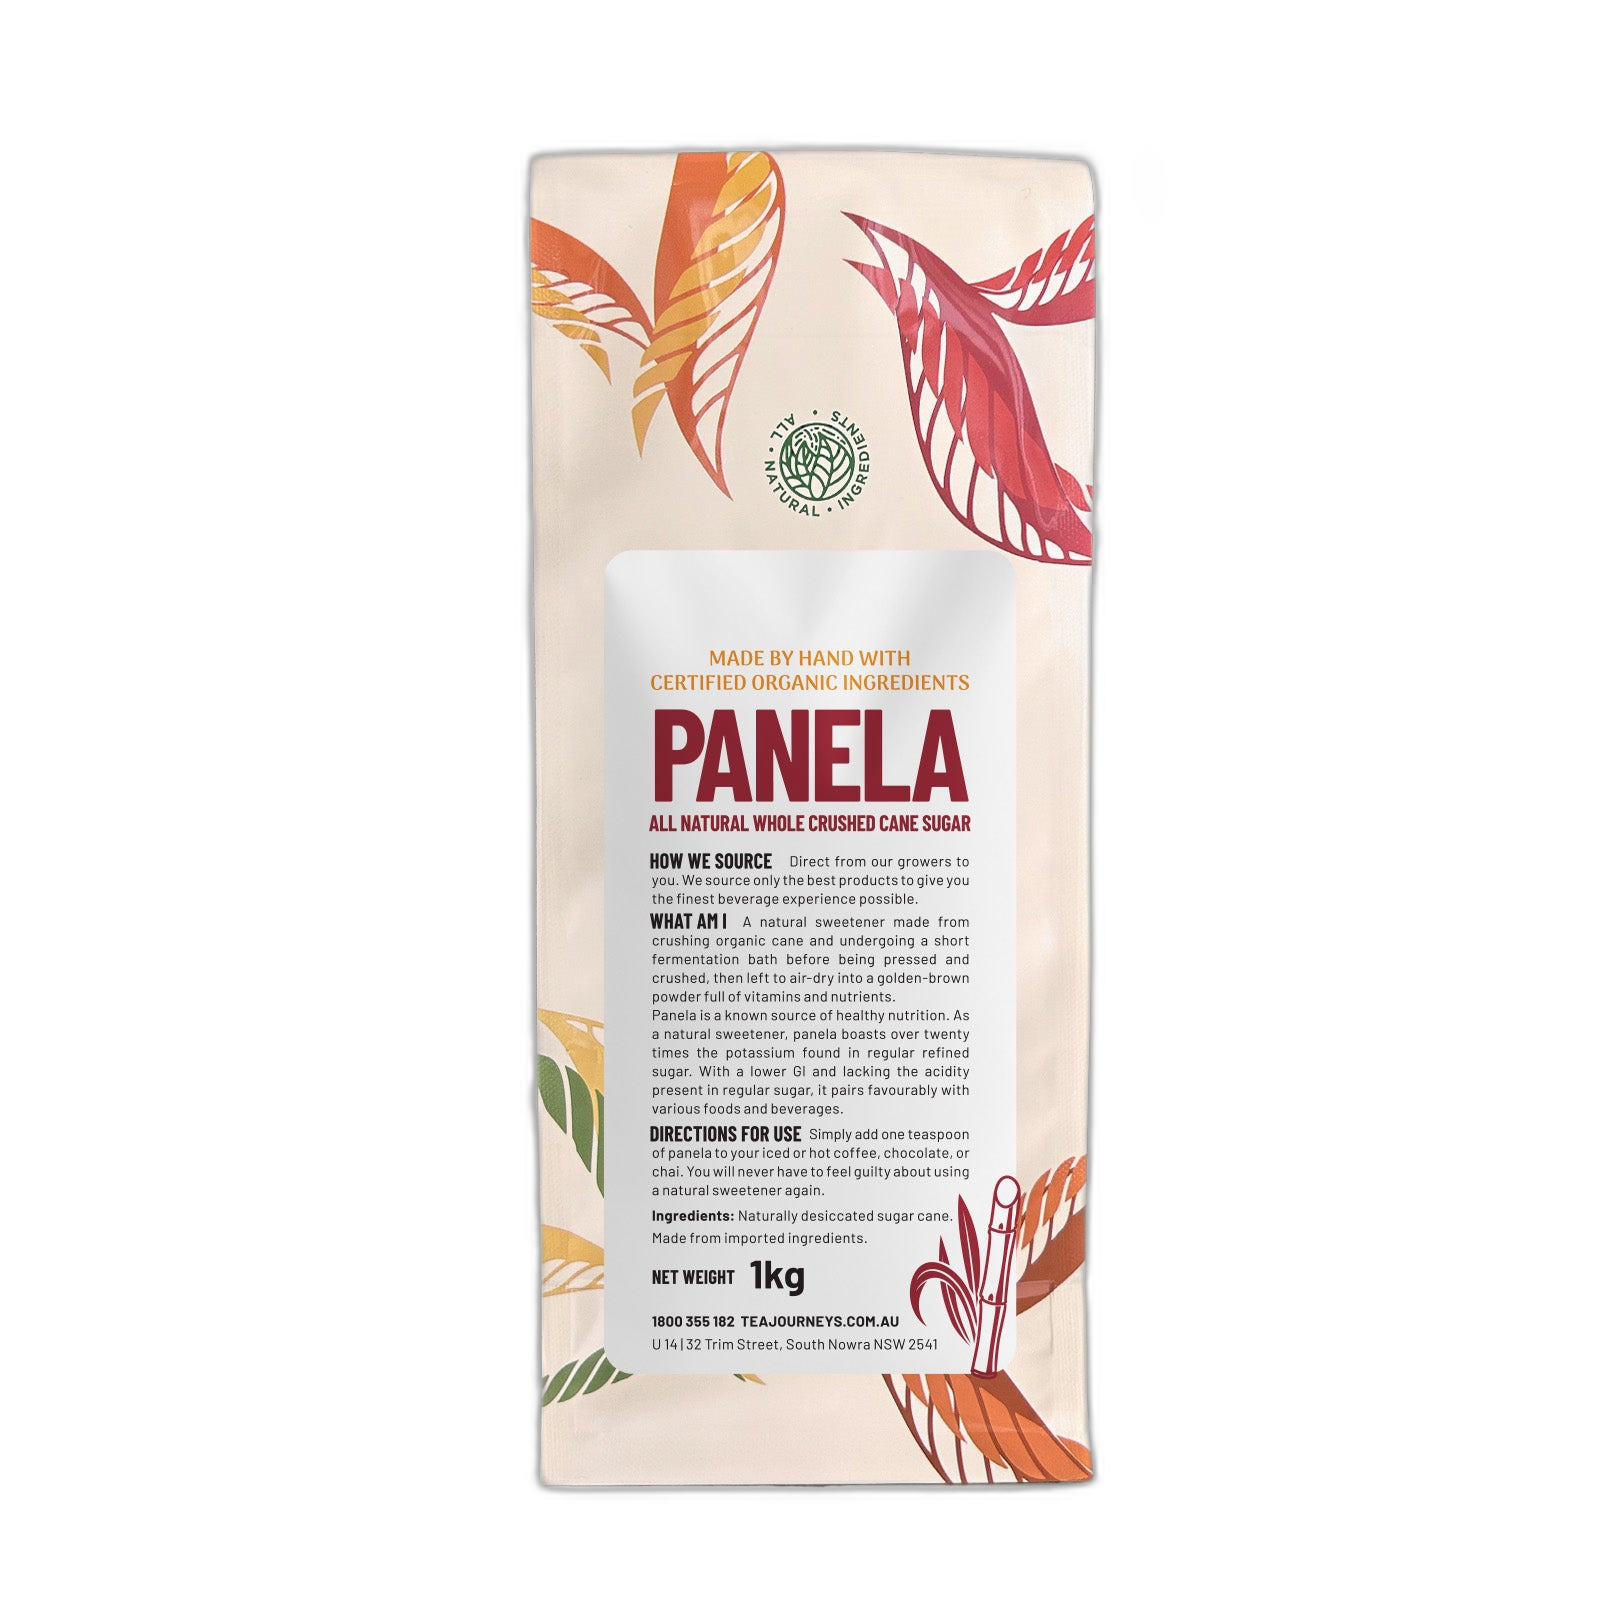 ALL • NATURAL • INGREDIENTS •
MADE BY HAND WITH
CERTIFIED ORGANIC INGREDIENTS
PANELA
ALL NATURAL WHOLE CRUSHED CANE SUGAR
HOW WE SOURCE Direct from our growers to
you. We source only the best products to give you
the finest beverage experience possible.
WHAT AM I A natural sweetener made from
crushing organic cane and undergoing a short
fermentation bath before being pressed and
crushed, then left to air-dry into a golden-brown
powder full of vitamins and nutrients.
Panela is a known source of healthy nutrition. As
a natural sweetener, panela boasts over twenty
times the potassium found in regular refined
sugar. With a lower GI and lacking the acidity
present in regular sugar, it pairs favourably with
various foods and beverages.
DIRECTIONS FOR USE Simply add one teaspoon
of panela to your iced or hot coffee, chocolate, or
chai. You will never have to feel guilty about using
a natural sweetener again.
Ingredients: Naturally desiccated sugar cane.
Made from imported ingredients.
NET WEIGHT 1kg
1800 355 182 TEAJOURNEYS.COM.AU
U 14 | 32 Trim Street, South Nowra NSW 2541